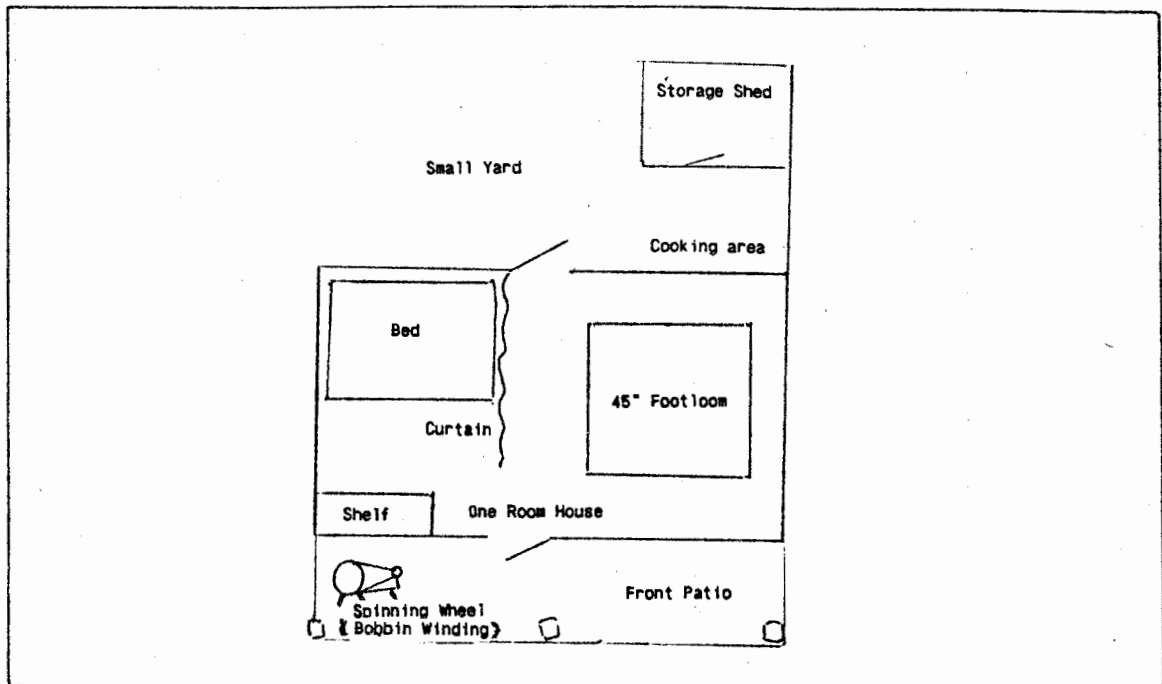 Storage Shed
Small Yard
Cooking area
Bed
45" Footloom
Curtain
Shelf
One Room House
Front Patio
Spinning Wheel
{ Bobbin Winding}